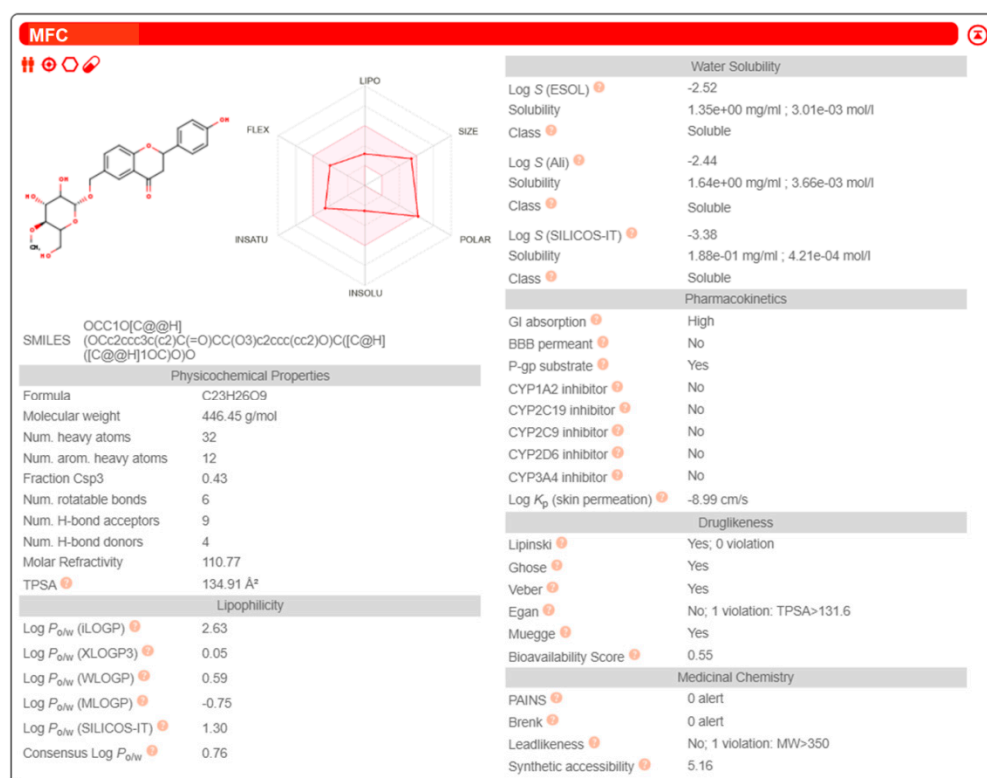 MFC
LIPO
FLEX
SIZE
INSATU
POLAR
INSOLU
OH
O
O
OH
HO
OH
O
O
O
CH₃
HO
SMILES
OCC1O[C@@H]
(OCc2ccc3c(c2)C(=O)CC(O3)c2ccc(cc2)O)C([C@H]
([C@@H]1OC)O)O
Physicochemical Properties
Formula C23H26O9
Molecular weight 446.45 g/mol
Num. heavy atoms 32
Num. arom. heavy atoms 12
Fraction Csp3 0.43
Num. rotatable bonds 6
Num. H-bond acceptors 9
Num. H-bond donors 4
Molar Refractivity 110.77
TPSA ? 134.91 Å²
Lipophilicity
Log Po/w (iLOGP) ? 2.63
Log Po/w (XLOGP3) ? 0.05
Log Po/w (WLOGP) ? 0.59
Log Po/w (MLOGP) ? -0.75
Log Po/w (SILICOS-IT) ? 1.30
Consensus Log Po/w ? 0.76
Water Solubility
Log S (ESOL) ? -2.52
Solubility 1.35e+00 mg/ml ; 3.01e-03 mol/l
Class ? Soluble
Log S (Ali) ? -2.44
Solubility 1.64e+00 mg/ml ; 3.66e-03 mol/l
Class ? Soluble
Log S (SILICOS-IT) ? -3.38
Solubility 1.88e-01 mg/ml ; 4.21e-04 mol/l
Class ? Soluble
Pharmacokinetics
GI absorption ? High
BBB permeant ? No
P-gp substrate ? Yes
CYP1A2 inhibitor ? No
CYP2C19 inhibitor ? No
CYP2C9 inhibitor ? No
CYP2D6 inhibitor ? No
CYP3A4 inhibitor ? No
Log Kp (skin permeation) ? -8.99 cm/s
Druglikeness
Lipinski ? Yes; 0 violation
Ghose ? Yes
Veber ? Yes
Egan ? No; 1 violation: TPSA>131.6
Muegge ? Yes
Bioavailability Score ? 0.55
Medicinal Chemistry
PAINS ? 0 alert
Brenk ? 0 alert
Leadlikeness ? No; 1 violation: MW>350
Synthetic accessibility ? 5.16